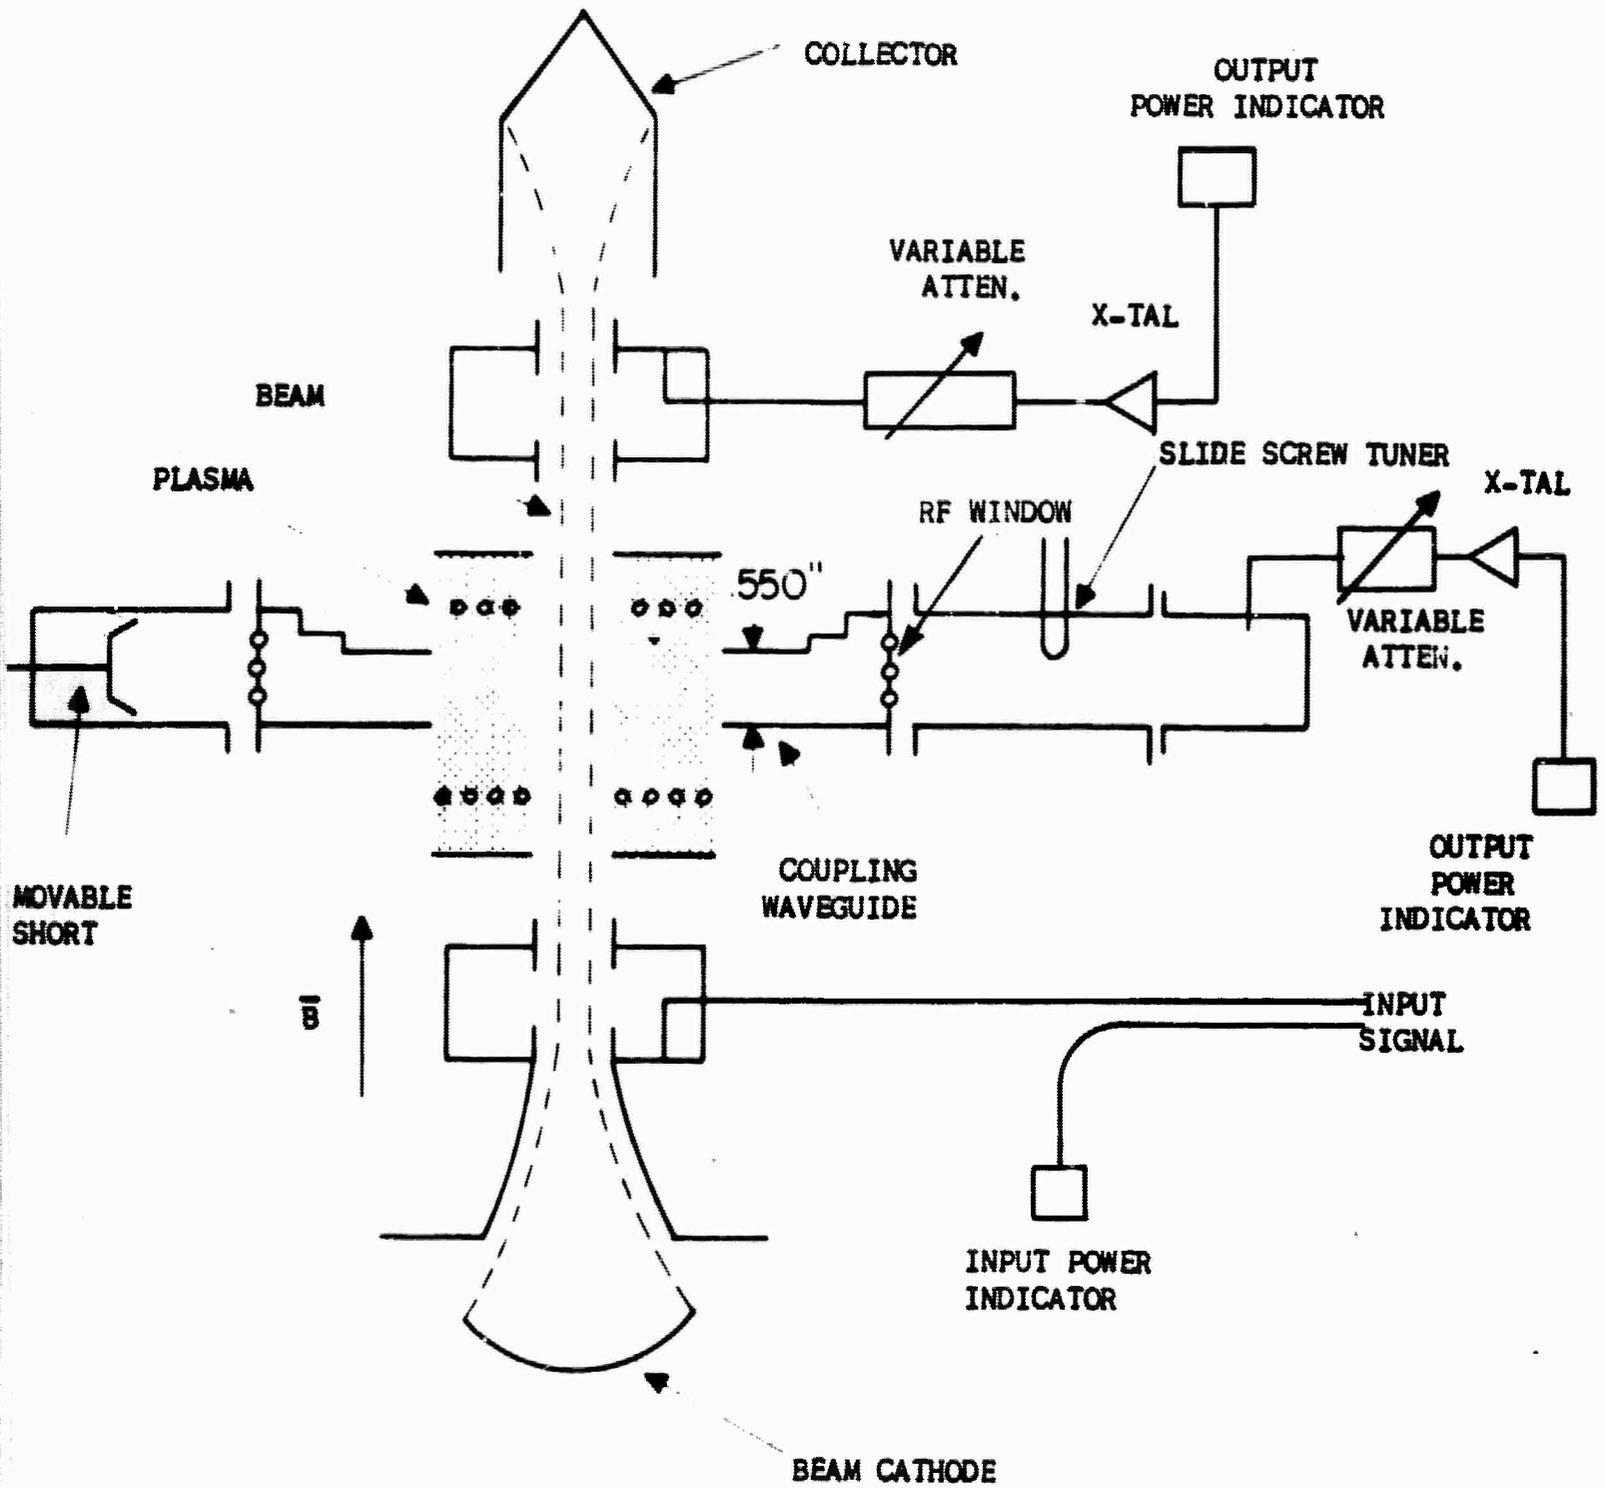 COLLECTOR
OUTPUT
POWER INDICATOR
VARIABLE
ATTEN.
X-TAL
BEAM
SLIDE SCREW TUNER
PLASMA
X-TAL
RF WINDOW
.550"
VARIABLE
ATTEN.
OUTPUT
POWER
INDICATOR
COUPLING
WAVEGUIDE
MOVABLE
SHORT
B̅
INPUT
SIGNAL
INPUT POWER
INDICATOR
BEAM CATHODE